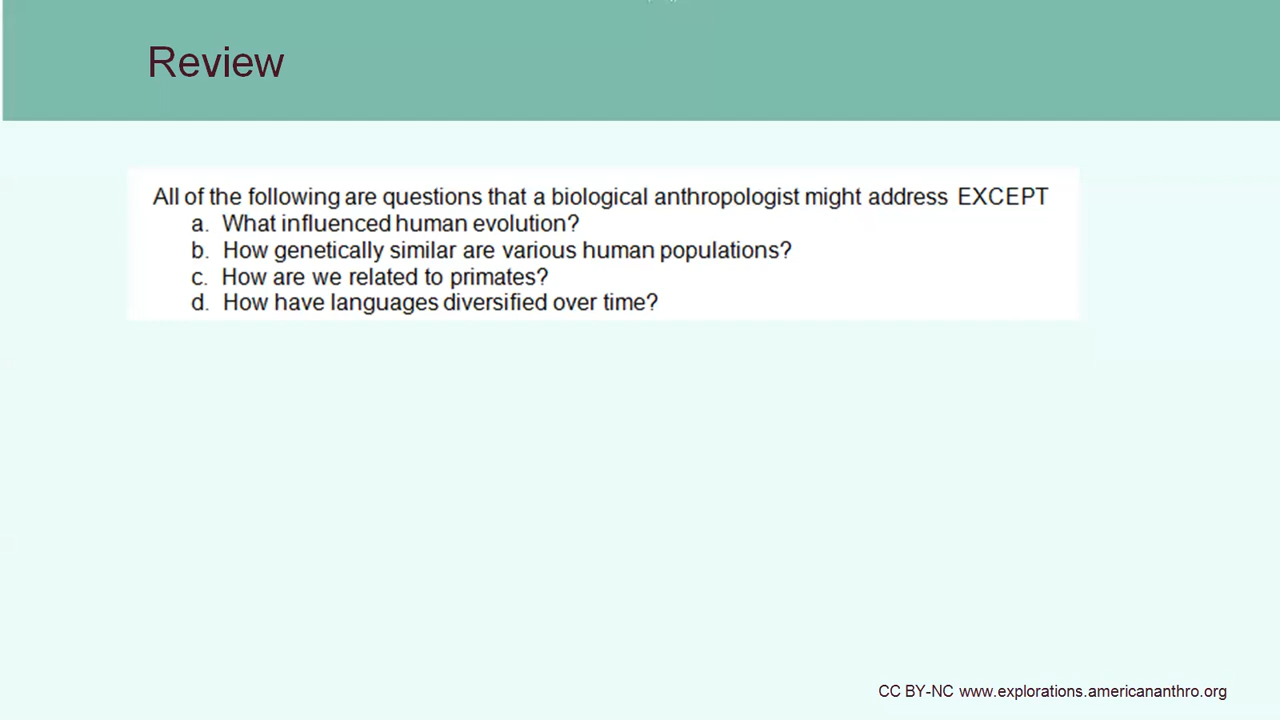 Review
All of the following are questions that a biological anthropologist might address EXCEPT
a. What influenced human evolution?
b. How genetically similar are various human populations?
c. How are we related to primates?
d. How have languages diversified over time?
CC BY-NC www.explorations.americananthro.org